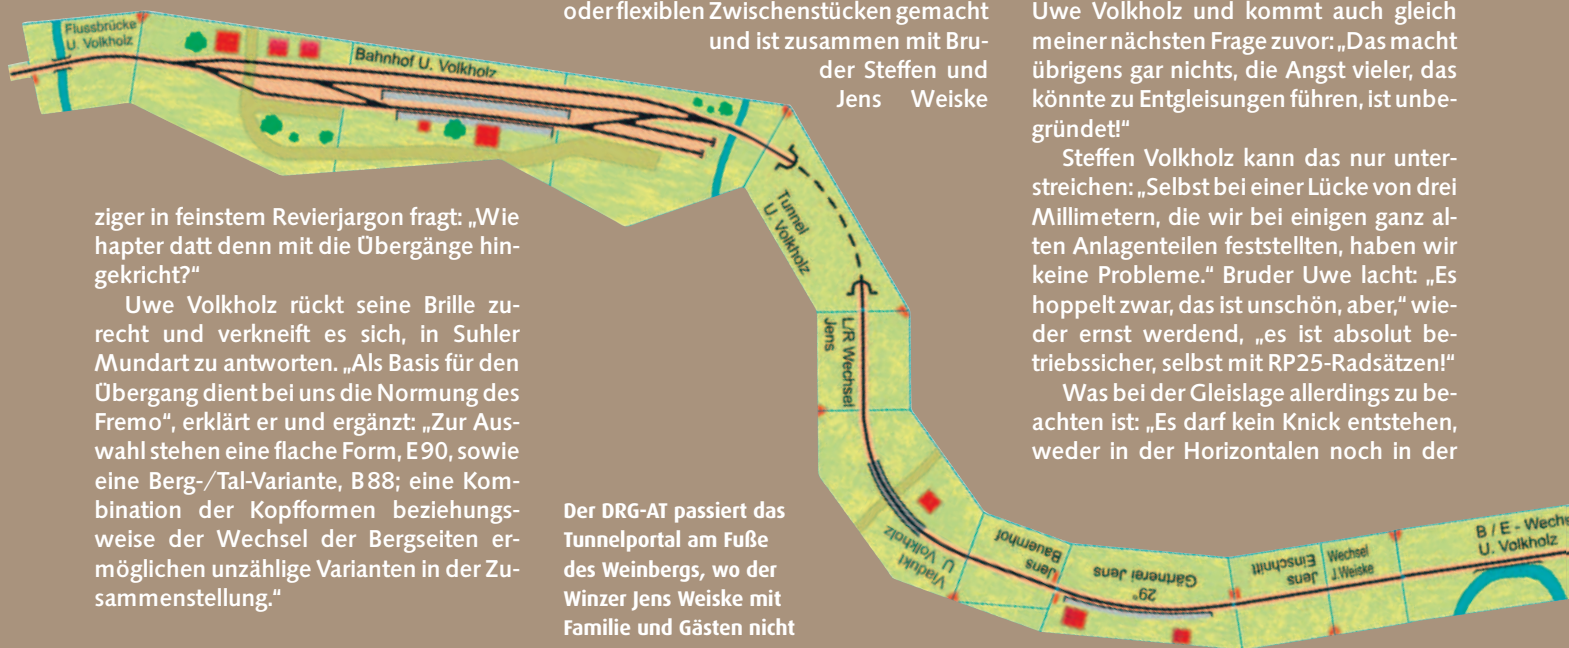 ziger in feinstem Revierjargon fragt: „Wie
hapter datt denn mit die Übergänge hin-
gekricht?“
Uwe Volkholz rückt seine Brille zu-
recht und verkneift es sich, in Suhler
Mundart zu antworten. „Als Basis für den
Übergang dient bei uns die Normung des
Fremo“, erklärt er und ergänzt: „Zur Aus-
wahl stehen eine flache Form, E 90, sowie
eine Berg-/Tal-Variante, B 88; eine Kom-
bination der Kopfformen beziehungs-
weise der Wechsel der Bergseiten er-
möglichen unzählige Varianten in der Zu-
sammenstellung.“
oder flexiblen Zwischenstücken gemacht
und ist zusammen mit Bru-
der Steffen und
Jens Weiske
Der DRG-AT passiert das
Tunnelportal am Fuße
des Weinbergs, wo der
Winzer Jens Weiske mit
Familie und Gästen nicht
Uwe Volkholz und kommt auch gleich
meiner nächsten Frage zuvor: „Das macht
übrigens gar nichts, die Angst vieler, das
könnte zu Entgleisungen führen, ist unbe-
gründet!“
Steffen Volkholz kann das nur unter-
streichen: „Selbst bei einer Lücke von drei
Millimetern, die wir bei einigen ganz al-
ten Anlagenteilen feststellten, haben wir
keine Probleme.“ Bruder Uwe lacht: „Es
hoppelt zwar, das ist unschön, aber,“ wie-
der ernst werdend, „es ist absolut be-
triebssicher, selbst mit RP25-Radsätzen!“
Was bei der Gleislage allerdings zu be-
achten ist: „Es darf kein Knick entstehen,
weder in der Horizontalen noch in der
Flussbrücke
U. Volkholz
Bahnhof U. Volkholz
Tunnel
U. Volkholz
L/R Wechsel
Jens
Viadukt
U. Volkholz
Jens
Bauernhof
Jens Gärtnerei
29°
Jens
Einschnitt
Wechsel
J.Weiske
B / E - Wechs
U. Volkholz